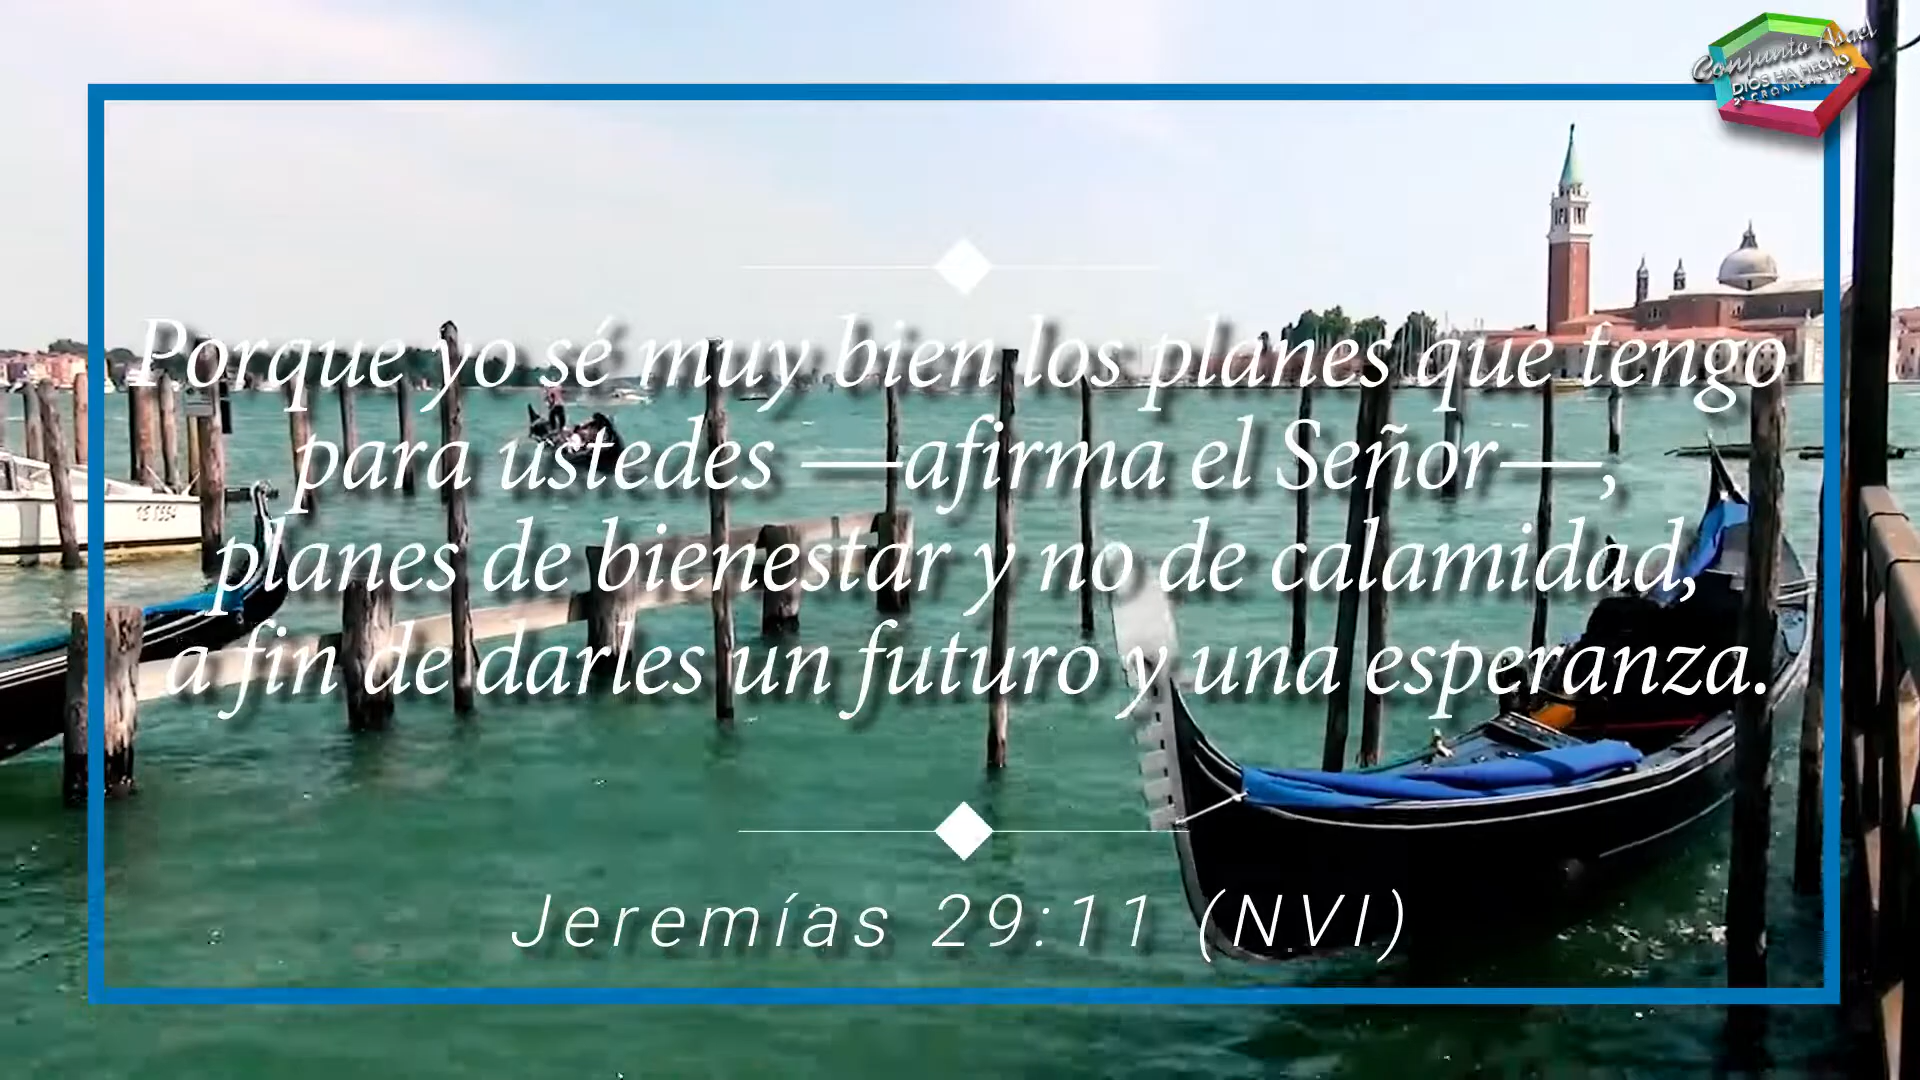 Conjunto Asael
DIOS HA HECHO
Porque yo sé muy bien los planes que tengo
para ustedes —afirma el Señor—,
planes de bienestar y no de calamidad,
a fin de darles un futuro y una esperanza.
Jeremías 29:11 (NVI)